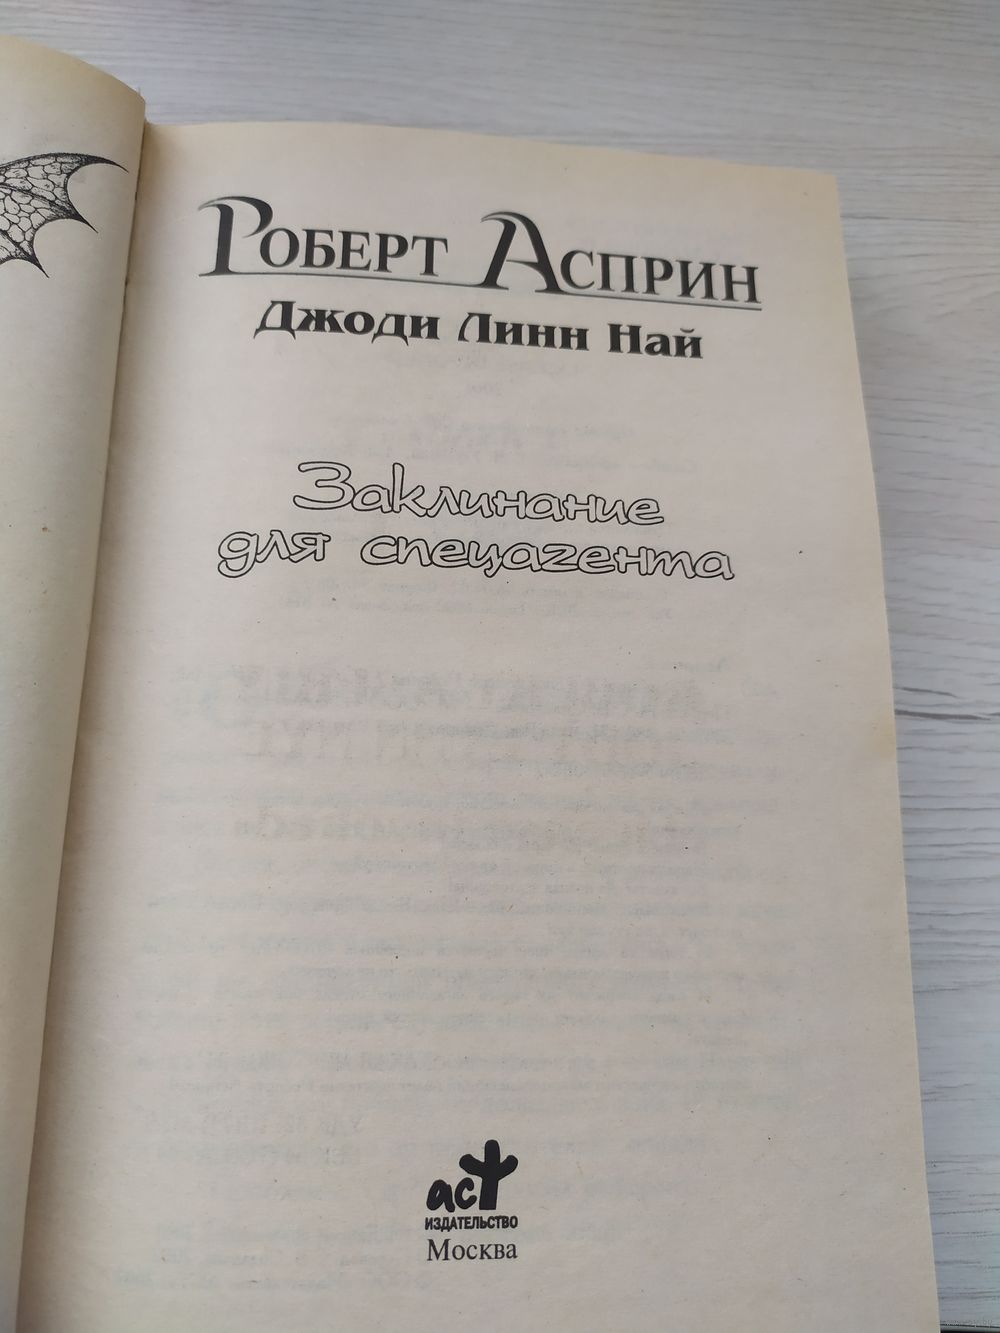 Роберт Асприн
Джоди Линн Най
Заклинание
для спецагента
аст
ИЗДАТЕЛЬСТВО
Москва